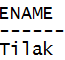 ENAME
------
Tilak